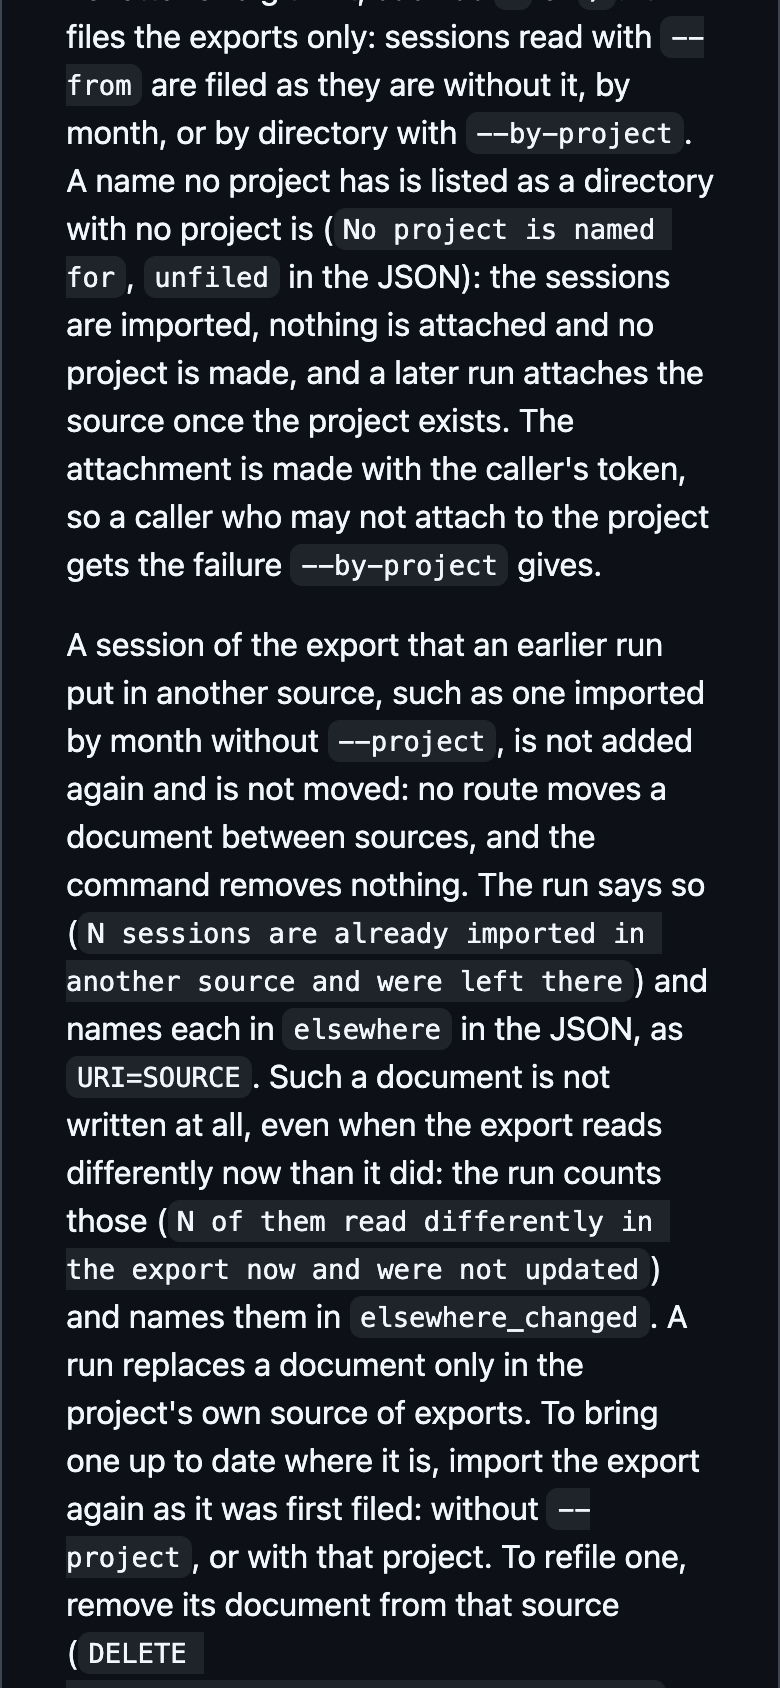 files the exports only: sessions read with --
from are filed as they are without it, by
month, or by directory with --by-project.
A name no project has is listed as a directory
with no project is (No project is named
for, unfiled in the JSON): the sessions
are imported, nothing is attached and no
project is made, and a later run attaches the
source once the project exists. The
attachment is made with the caller's token,
so a caller who may not attach to the project
gets the failure --by-project gives.
A session of the export that an earlier run
put in another source, such as one imported
by month without --project, is not added
again and is not moved: no route moves a
document between sources, and the
command removes nothing. The run says so
(N sessions are already imported in
another source and were left there) and
names each in elsewhere in the JSON, as
URI=SOURCE. Such a document is not
written at all, even when the export reads
differently now than it did: the run counts
those (N of them read differently in
the export now and were not updated)
and names them in elsewhere_changed. A
run replaces a document only in the
project's own source of exports. To bring
one up to date where it is, import the export
again as it was first filed: without --
project, or with that project. To refile one,
remove its document from that source
(DELETE